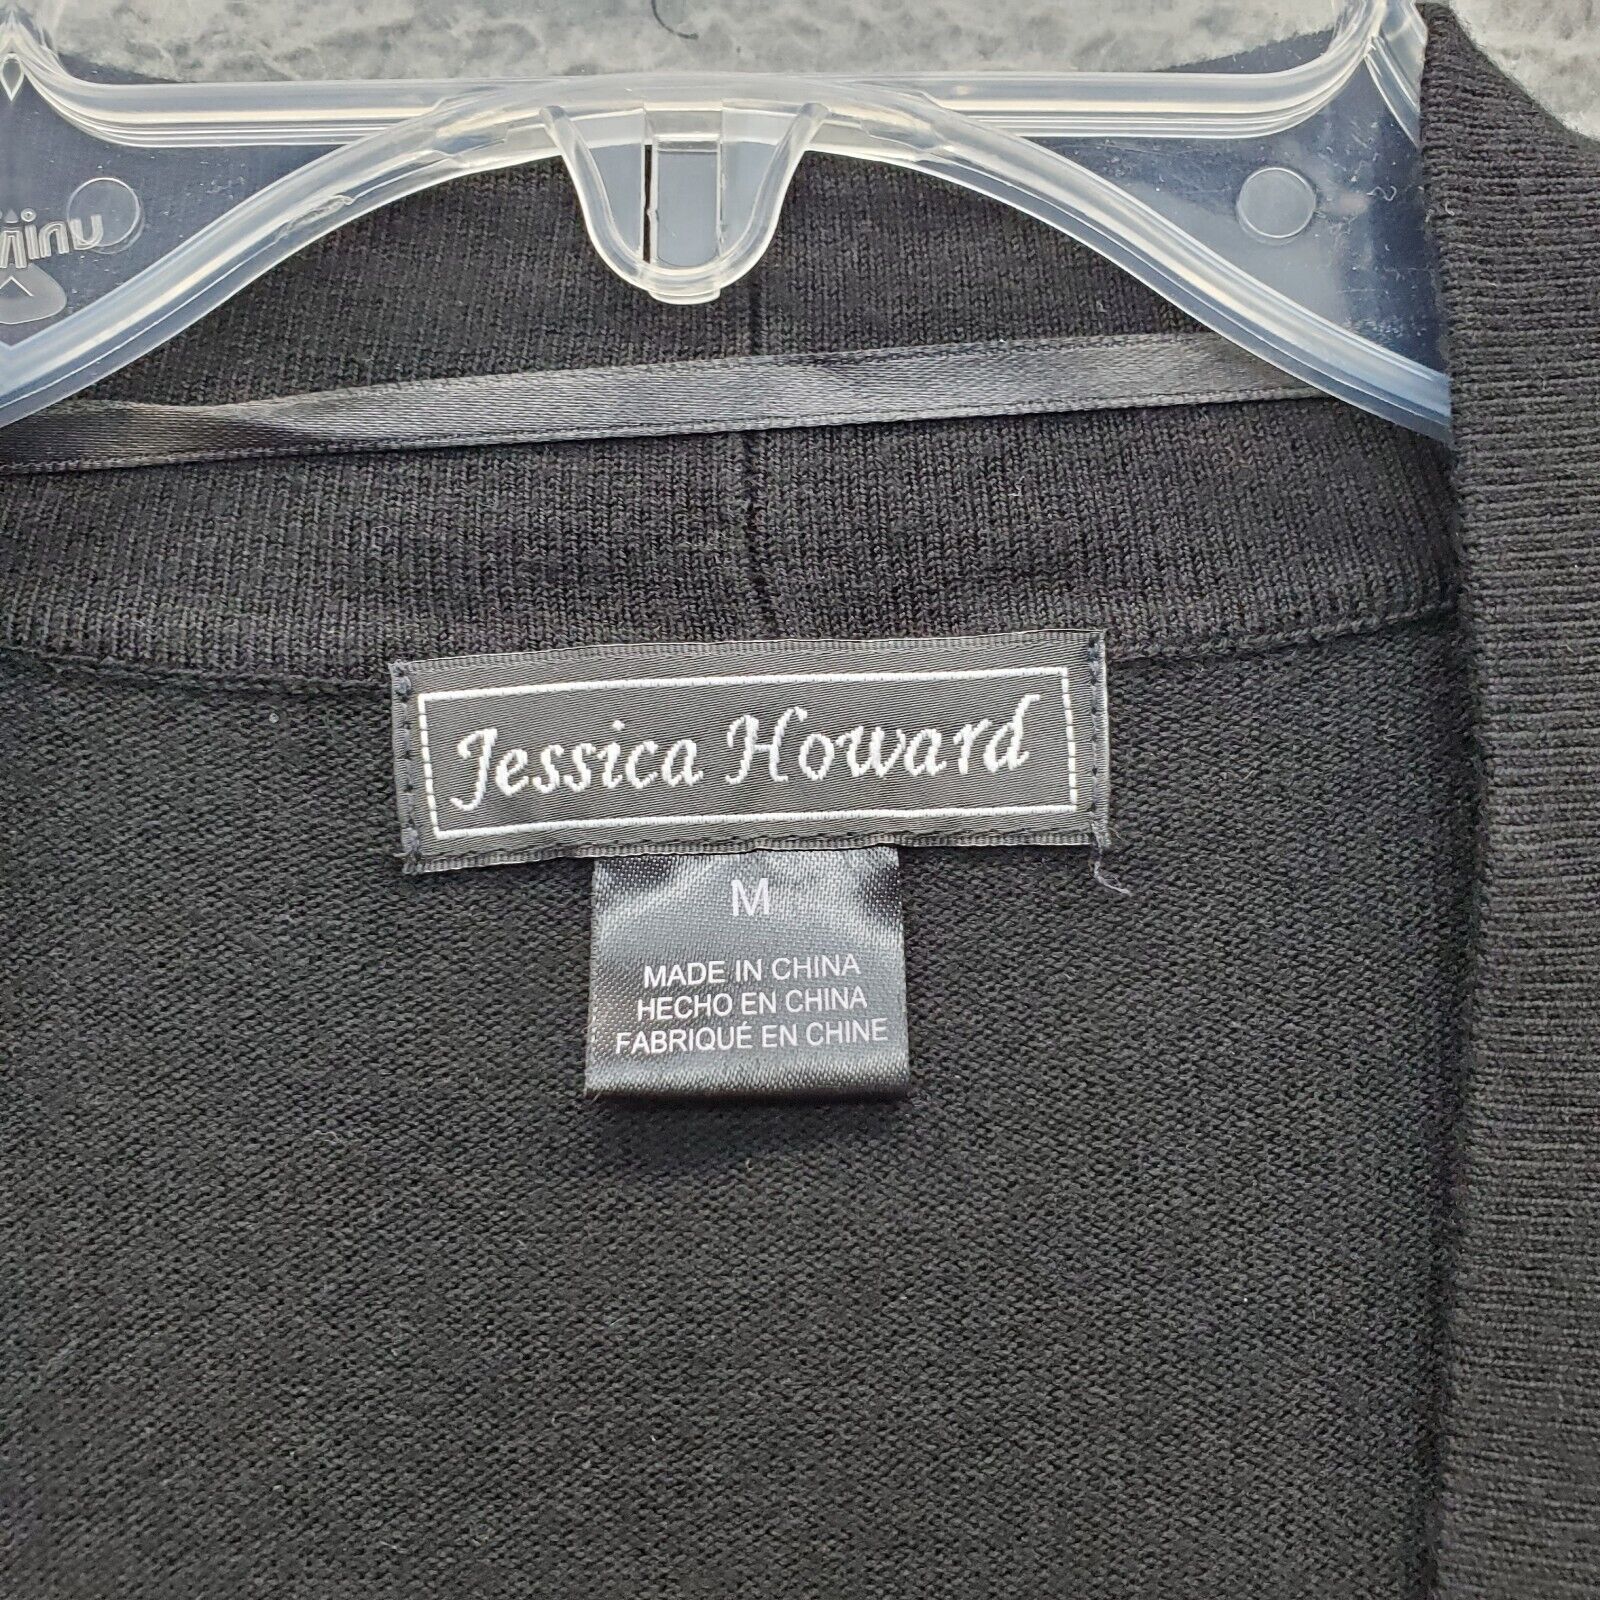 Jessica Howard
M
MADE IN CHINA
HECHO EN CHINA
FABRIQUÉ EN CHINE